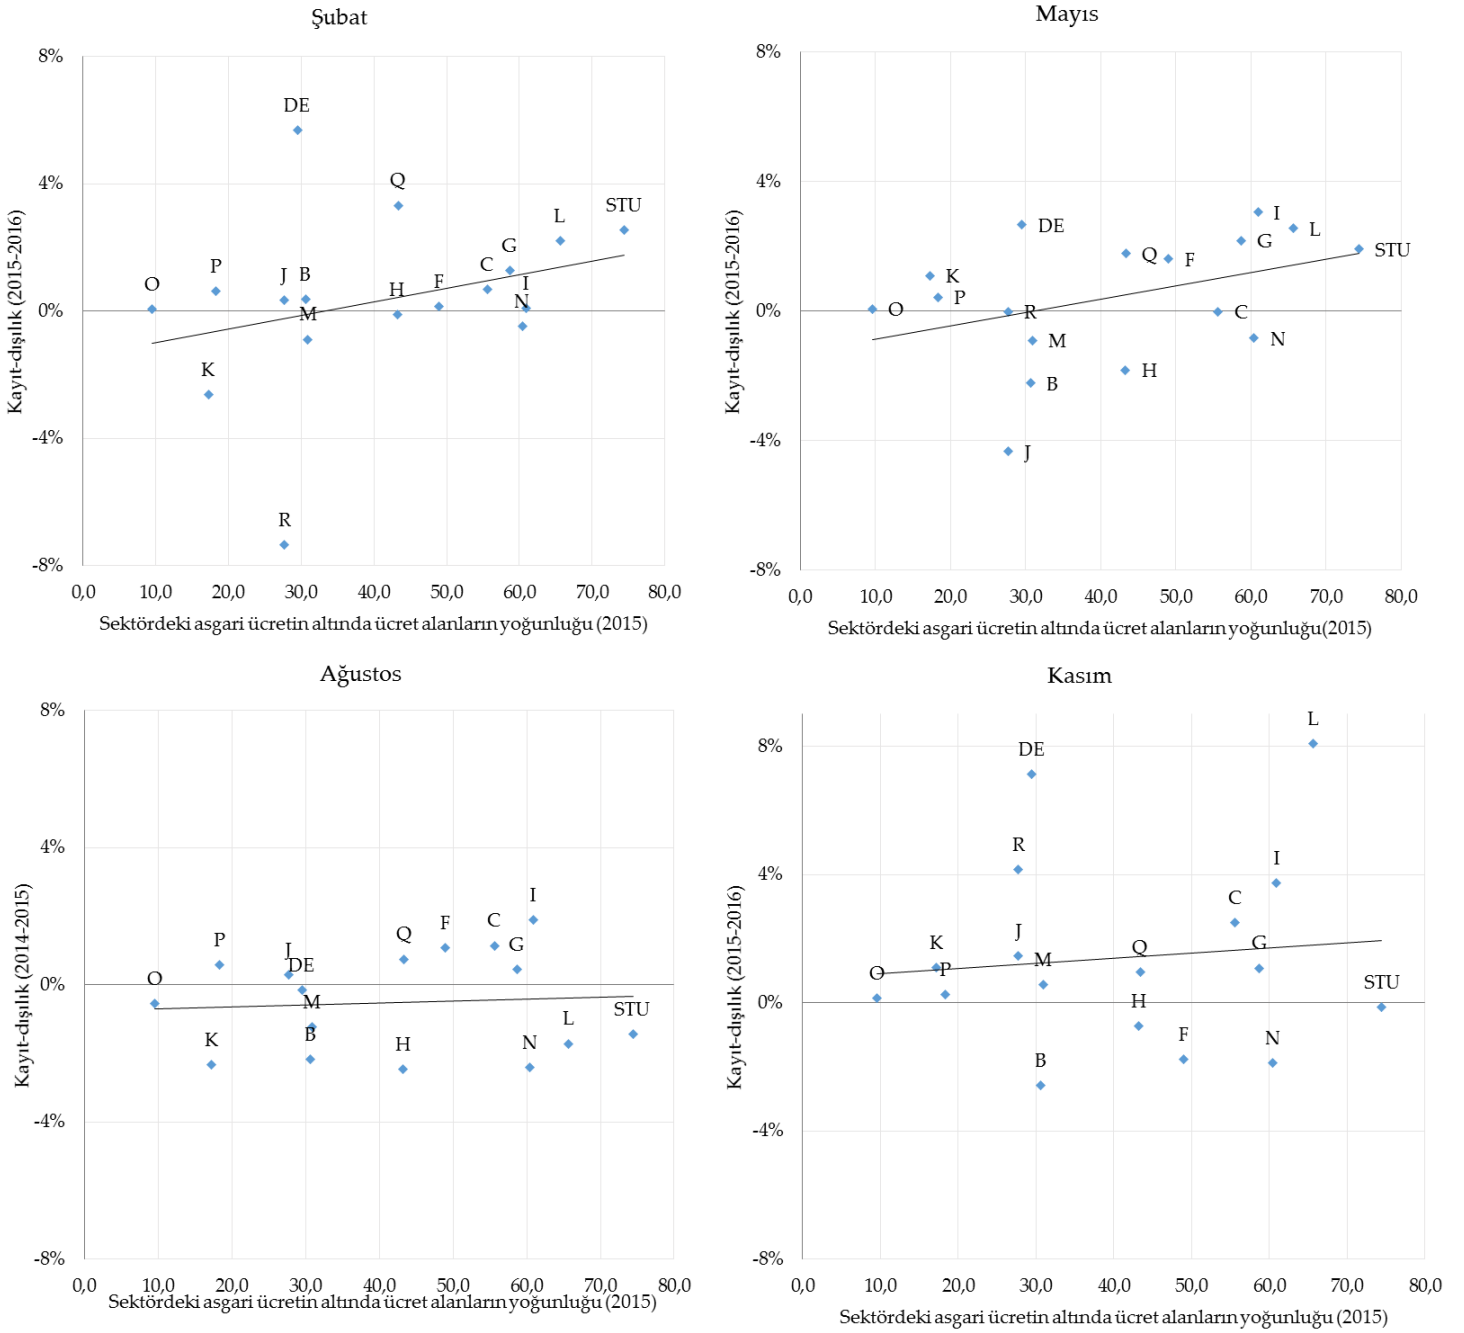 Şubat
8%
4%
0%
-4%
-8%
0,0 10,0 20,0 30,0 40,0 50,0 60,0 70,0 80,0
Kayıt-dışılık (2015-2016)
Sektördeki asgari ücretin altında ücret alanların yoğunluğu (2015)
DE
Q
STU
L
G
C
P
J B
I
O
H
F
N
M
K
R
Mayıs
8%
4%
0%
-4%
-8%
0,0 10,0 20,0 30,0 40,0 50,0 60,0 70,0 80,0
Kayıt-dışılık (2015-2016)
Sektördeki asgari ücretin altında ücret alanların yoğunluğu(2015)
I
DE
L
G
STU
Q
F
K
P
O
R
C
M
N
H
B
J
Ağustos
8%
4%
0%
-4%
-8%
0,0 10,0 20,0 30,0 40,0 50,0 60,0 70,0 80,0
Kayıt-dışılık (2014-2015)
Sektördeki asgari ücretin altında ücret alanların yoğunluğu (2015)
I
F
C
Q
P
G
J
DE
O
M
STU
L
B
K
H
N
Kasım
8%
4%
0%
-4%
-8%
0,0 10,0 20,0 30,0 40,0 50,0 60,0 70,0 80,0
Kayıt-dışılık (2015-2016)
Sektördeki asgari ücretin altında ücret alanların yoğunluğu (2015)
L
DE
R
I
C
J
K
Q
G
M
O
P
STU
H
F
N
B